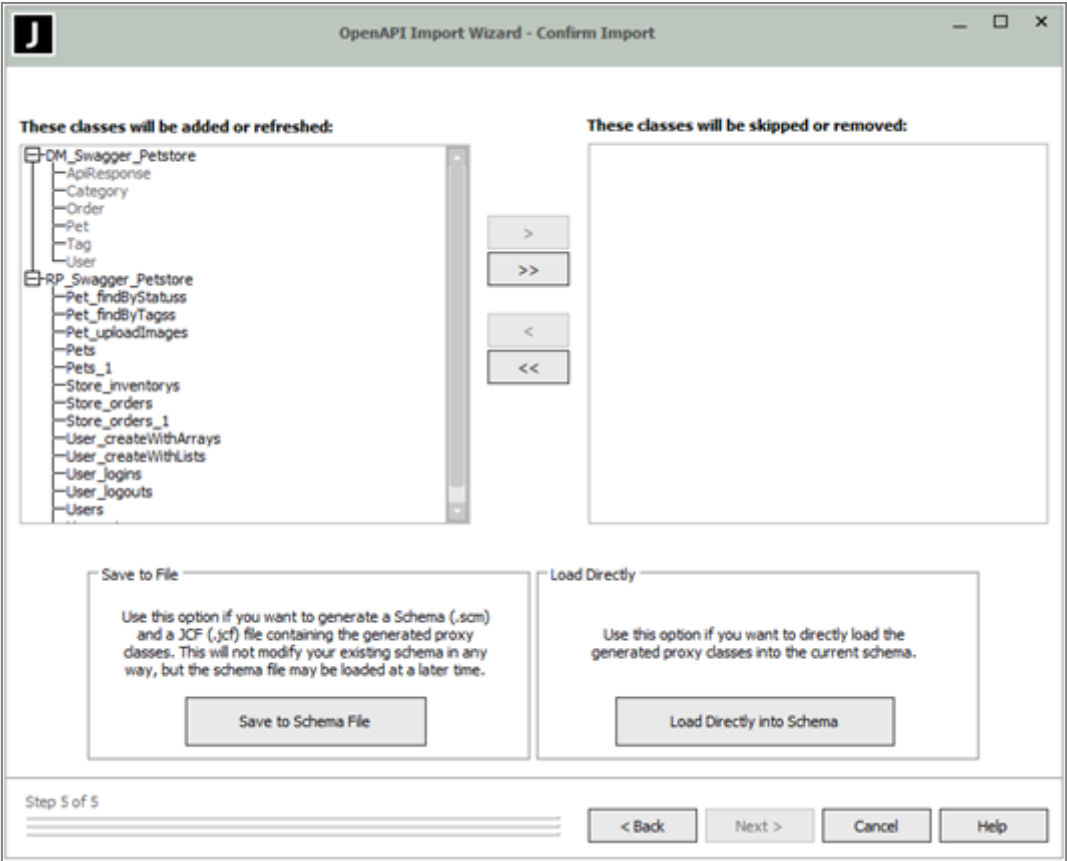 J
OpenAPI Import Wizard - Confirm Import
These classes will be added or refreshed:
DM_Swagger_Petstore
ApiResponse
Category
Order
Pet
Tag
User
RP_Swagger_Petstore
Pet_findByStatuss
Pet_findByTagss
Pet_uploadImages
Pets
Pets_1
Store_inventorys
Store_orders
Store_orders_1
User_createWithArrays
User_createWithLists
User_logins
User_logouts
Users
>
>>
<
<<
These classes will be skipped or removed:
Save to File
Use this option if you want to generate a Schema (.scm)
and a JCF (.jcf) file containing the generated proxy
classes. This will not modify your existing schema in any
way, but the schema file may be loaded at a later time.
Save to Schema File
Load Directly
Use this option if you want to directly load the
generated proxy classes into the current schema.
Load Directly into Schema
Step 5 of 5
< Back
Next >
Cancel
Help